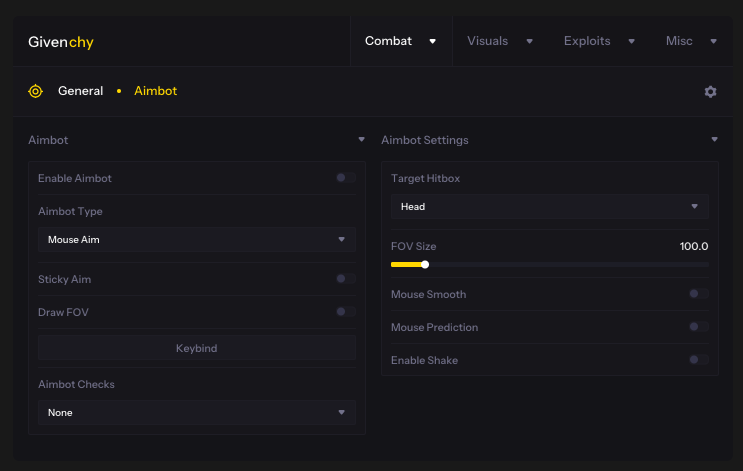 Givenchy
Combat
Visuals
Exploits
Misc
General • Aimbot
Aimbot
Enable Aimbot
Aimbot Type
Mouse Aim
Sticky Aim
Draw FOV
Keybind
Aimbot Checks
None
Aimbot Settings
Target Hitbox
Head
FOV Size 100.0
Mouse Smooth
Mouse Prediction
Enable Shake